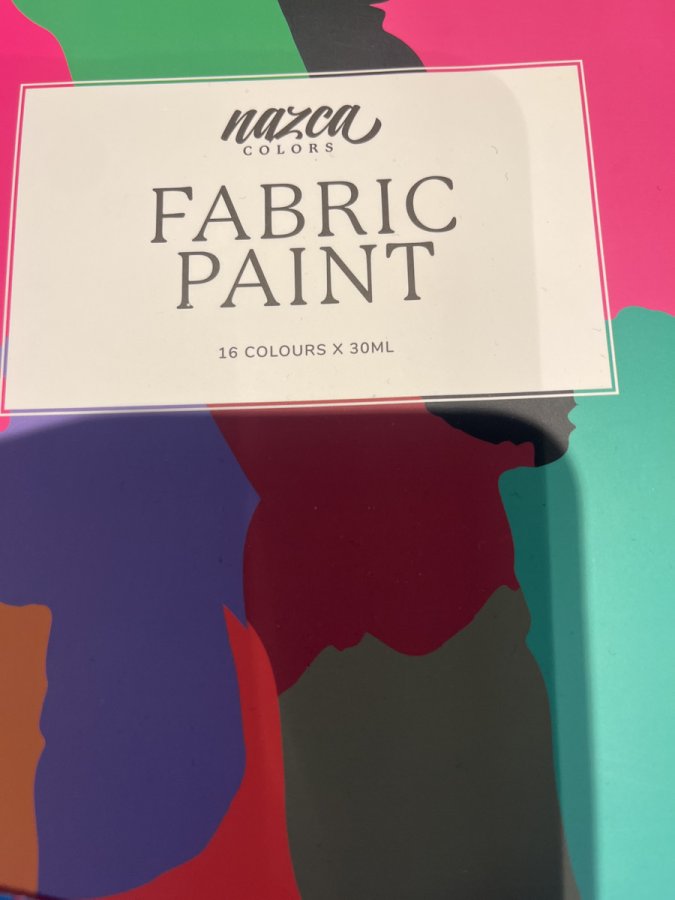 nazca
COLORS
FABRIC
PAINT
16 COLOURS X 30ML